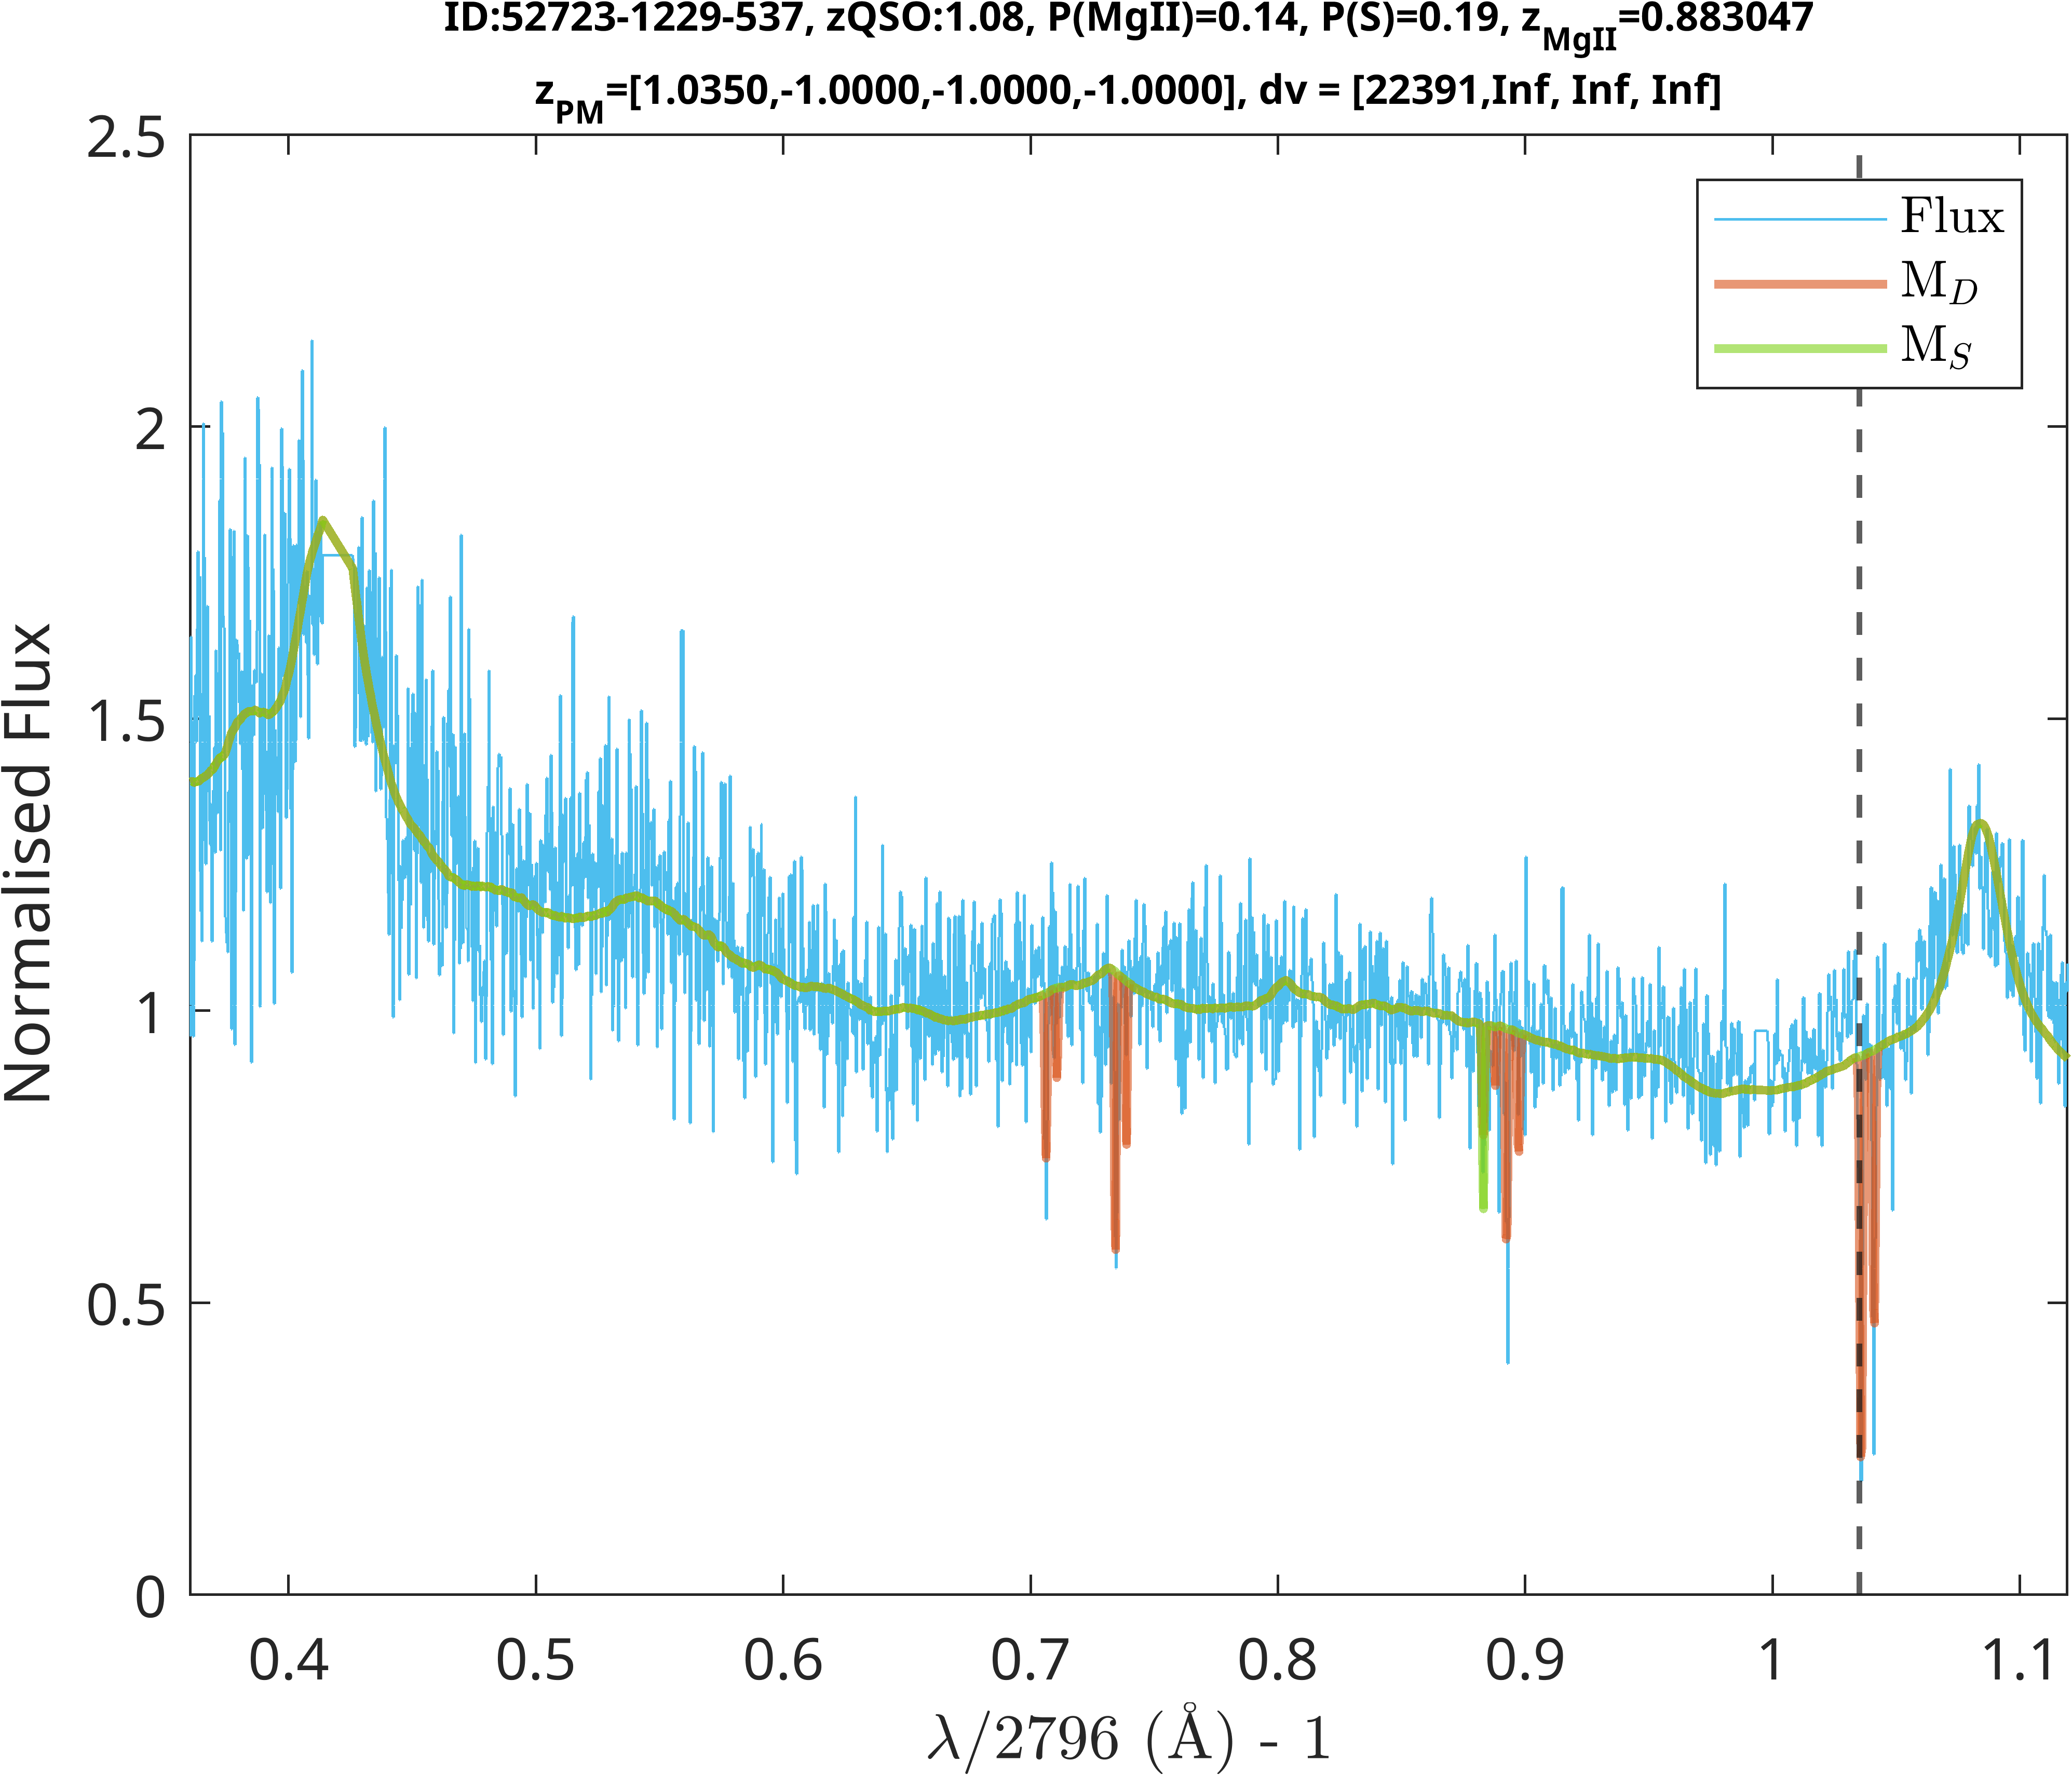 ID:52723-1229-537, zQSO:1.08, P(MgII)=0.14, P(S)=0.19, zMgII=0.883047
zPM=[1.0350,-1.0000,-1.0000,-1.0000], dv = [22391,Inf, Inf, Inf]
2.5
2
1.5
1
0.5
0
Normalised Flux
Flux
MD
MS
0.4 0.5 0.6 0.7 0.8 0.9 1 1.1
λ/2796 (Å) - 1